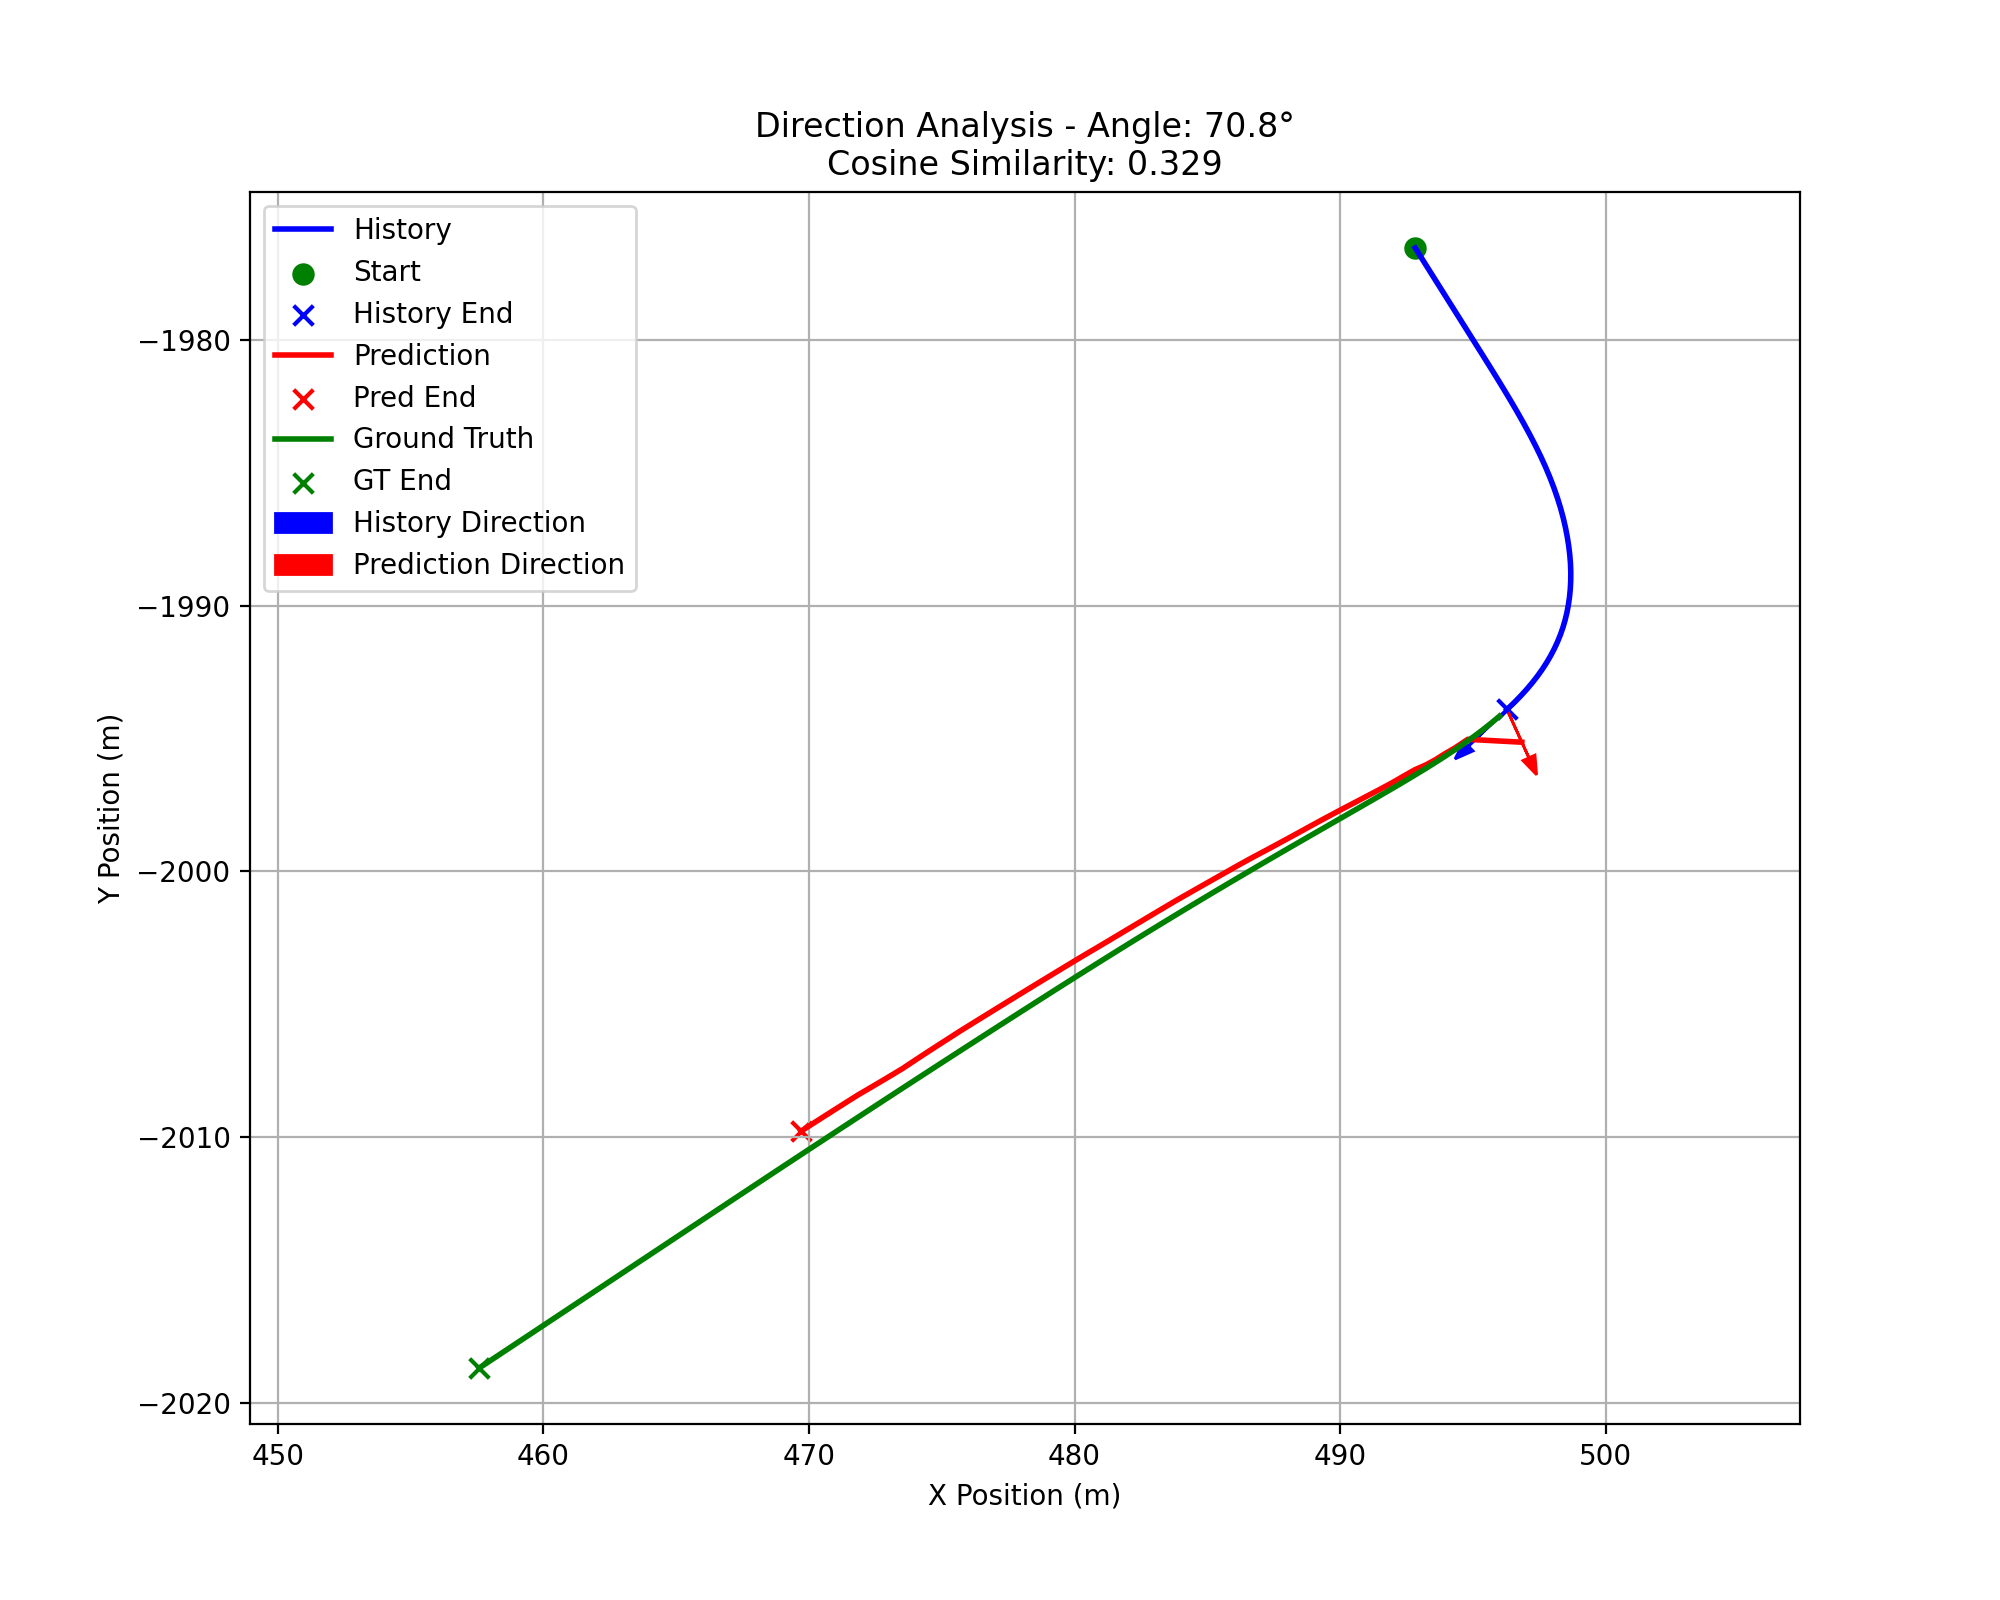 Direction Analysis - Angle: 70.8°
Cosine Similarity: 0.329
History
Start
History End
Prediction
Pred End
Ground Truth
GT End
History Direction
Prediction Direction
−1980
−1990
−2000
−2010
−2020
Y Position (m)
450 460 470 480 490 500
X Position (m)